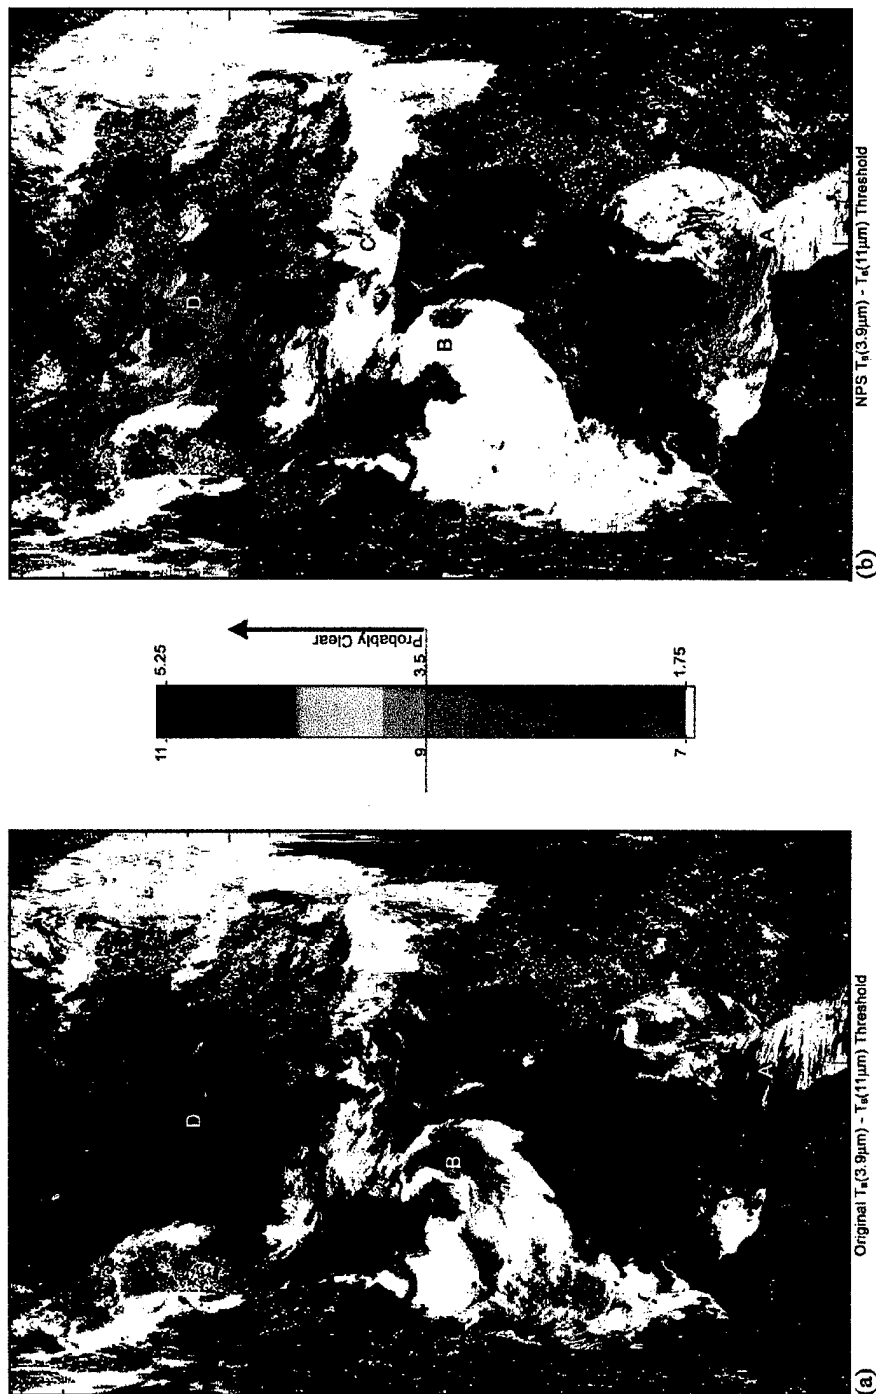 D
C
B
A
NPS T_B(3.9µm) - T_B(11µm) Threshold
(b)
Probably Clear
5.25
3.5
1.75
11
9
7
D
B
A
Original T_B(3.9µm) - T_B(11µm) Threshold
(a)